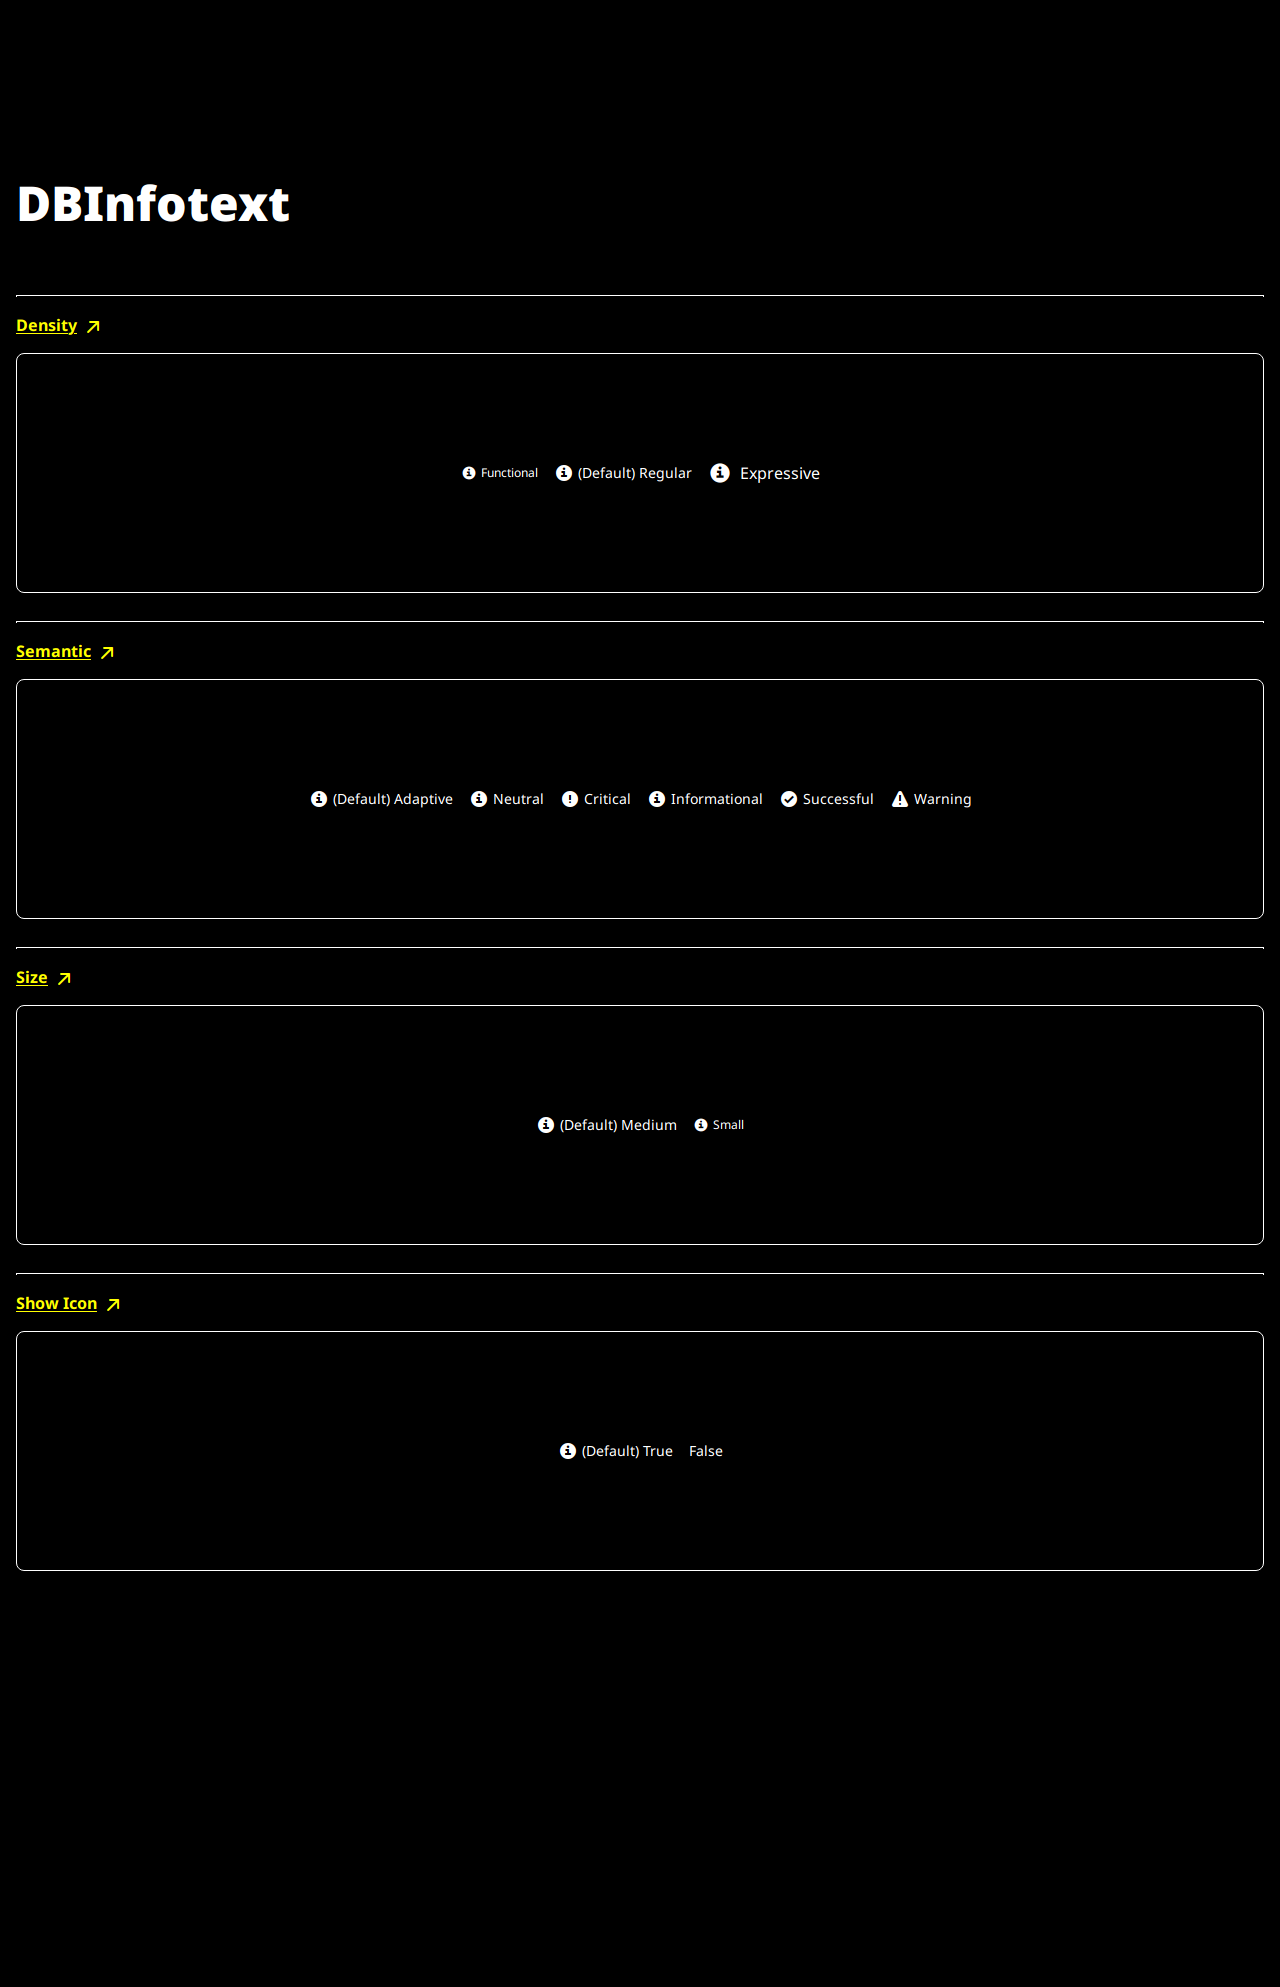 DBInfotext
Density
Functional (Default) Regular Expressive
Semantic
(Default) Adaptive Neutral Critical Informational Successful Warning
Size
(Default) Medium Small
Show Icon
(Default) True False